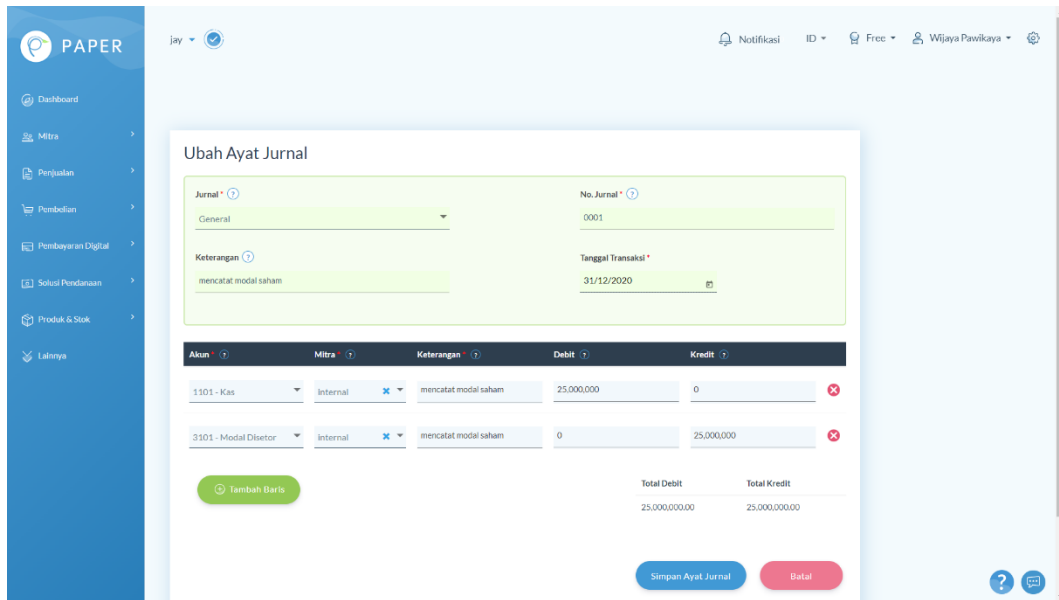 PAPER
jay
Notifikasi ID Free Wijaya Pawikaya
Dashboard
Mitra
Penjualan
Pembelian
Pembayaran Digital
Solusi Pendanaan
Produk & Stok
Lainnya
Ubah Ayat Jurnal
Jurnal * ? No. Jurnal * ?
General 0001
Keterangan ? Tanggal Transaksi *
mencatat modal saham 31/12/2020
Akun * ? Mitra * ? Keterangan * ? Debit ? Kredit ?
1101 - Kas Internal mencatat modal saham 25,000,000 0
3101 - Modal Disetor Internal mencatat modal saham 0 25,000,000
Tambah Baris
Total Debit Total Kredit
25,000,000.00 25,000,000.00
Simpan Ayat Jurnal Batal
?